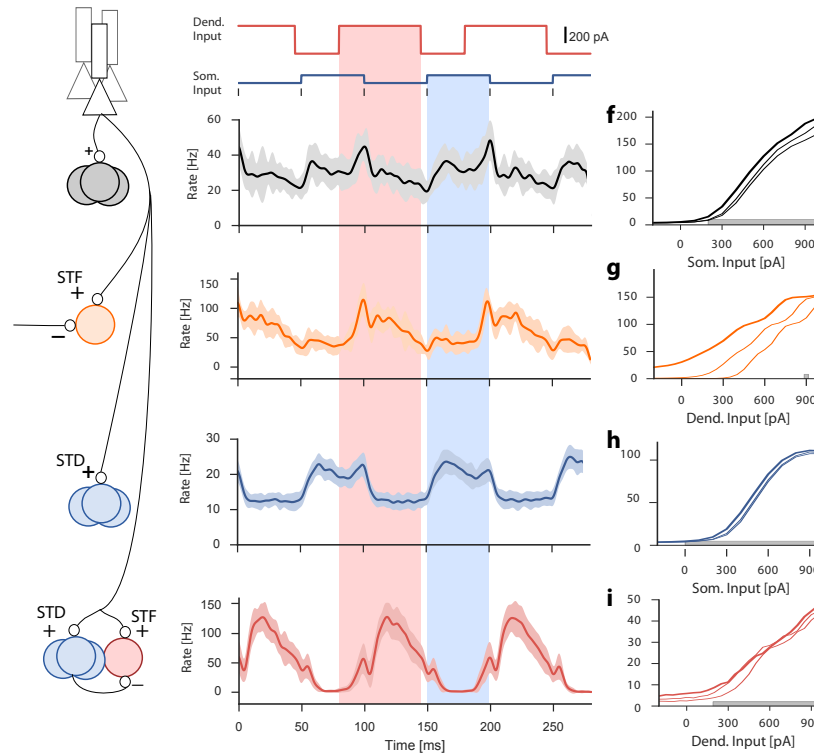 Dend.
Input
200 pA
Som.
Input
+
60
40
20
0
Rate [Hz]
f
200
150
100
50
0
0 300 600 900
Som. Input [pA]
STF
+
−
150
100
50
0
Rate [Hz]
g
150
100
50
0
0 300 600 900
Dend. Input [pA]
STD
+
30
20
10
Rate [Hz]
h
100
50
0
0 300 600 900
Som. Input [pA]
STD
+
STF
+
−
150
100
50
0
Rate [Hz]
0 50 100 150 200 250
Time [ms]
i
50
40
30
20
10
0
0 300 600 900
Dend. Input [pA]